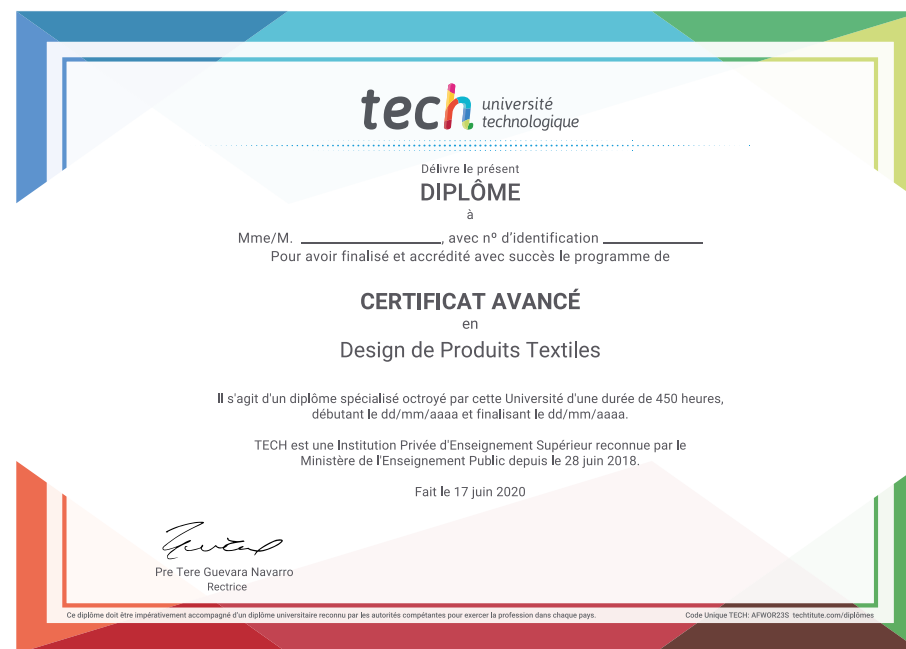 tech université
technologique
Délivre le présent
DIPLÔME
à
Mme/M. ____________________, avec nº d'identification ______________
Pour avoir finalisé et accrédité avec succès le programme de
CERTIFICAT AVANCÉ
en
Design de Produits Textiles
Il s'agit d'un diplôme spécialisé octroyé par cette Université d'une durée de 450 heures,
débutant le dd/mm/aaaa et finalisant le dd/mm/aaaa.
TECH est une Institution Privée d'Enseignement Supérieur reconnue par le
Ministère de l'Enseignement Public depuis le 28 juin 2018.
Fait le 17 juin 2020
Pre Tere Guevara Navarro
Rectrice
Ce diplôme doit être impérativement accompagné d'un diplôme universitaire reconnu par les autorités compétentes pour exercer la profession dans chaque pays.
Code Unique TECH: AFWOR23S techtitute.com/diplômes